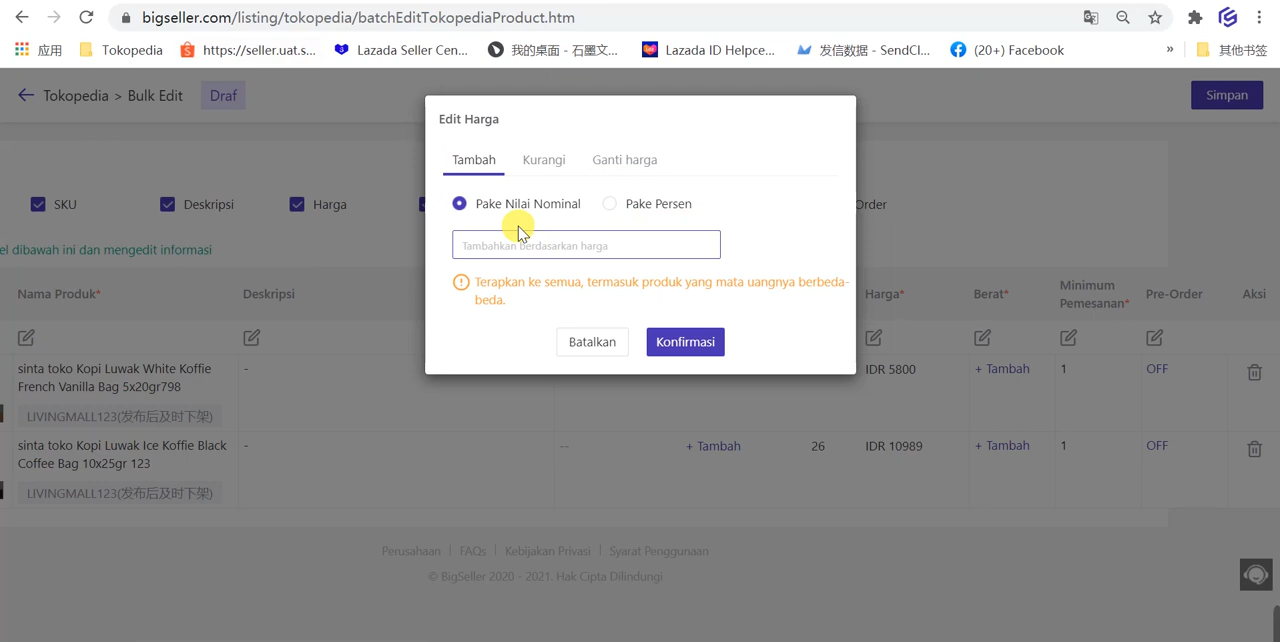 bigseller.com/listing/tokopedia/batchEditTokopediaProduct.htm
应用
Tokopedia
https://seller.uat.s...
Lazada Seller Cen...
我的桌面 - 石墨文...
Lazada ID Helpce...
发信数据 - SendCl...
(20+) Facebook
»
其他书签
Tokopedia > Bulk Edit
Draf
Simpan
Edit Harga
Tambah
Kurangi
Ganti harga
SKU
Deskripsi
Harga
Pake Nilai Nominal
Pake Persen
Order
Tambahkan berdasarkan harga
el dibawah ini dan mengedit informasi
Terapkan ke semua, termasuk produk yang mata uangnya berbeda-
beda.
Batalkan
Konfirmasi
Nama Produk*
Deskripsi
Harga*
Berat*
Minimum
Pemesanan*
Pre-Order
Aksi
sinta toko Kopi Luwak White Koffie
French Vanilla Bag 5x20gr798
LIVINGMALL123(发布后及时下架)
-
IDR 5800
+ Tambah
1
OFF
sinta toko Kopi Luwak Ice Koffie Black
Coffee Bag 10x25gr 123
LIVINGMALL123(发布后及时下架)
-
--
+ Tambah
26
IDR 10989
+ Tambah
1
OFF
Perusahaan | FAQs | Kebijakan Privasi | Syarat Penggunaan
© BigSeller 2020 - 2021. Hak Cipta Dilindungi